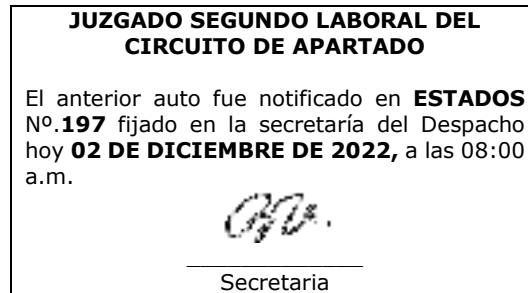 JUZGADO SEGUNDO LABORAL DEL
CIRCUITO DE APARTADO
El anterior auto fue notificado en ESTADOS
Nº.197 fijado en la secretaría del Despacho
hoy 02 DE DICIEMBRE DE 2022, a las 08:00
a.m.
Secretaria